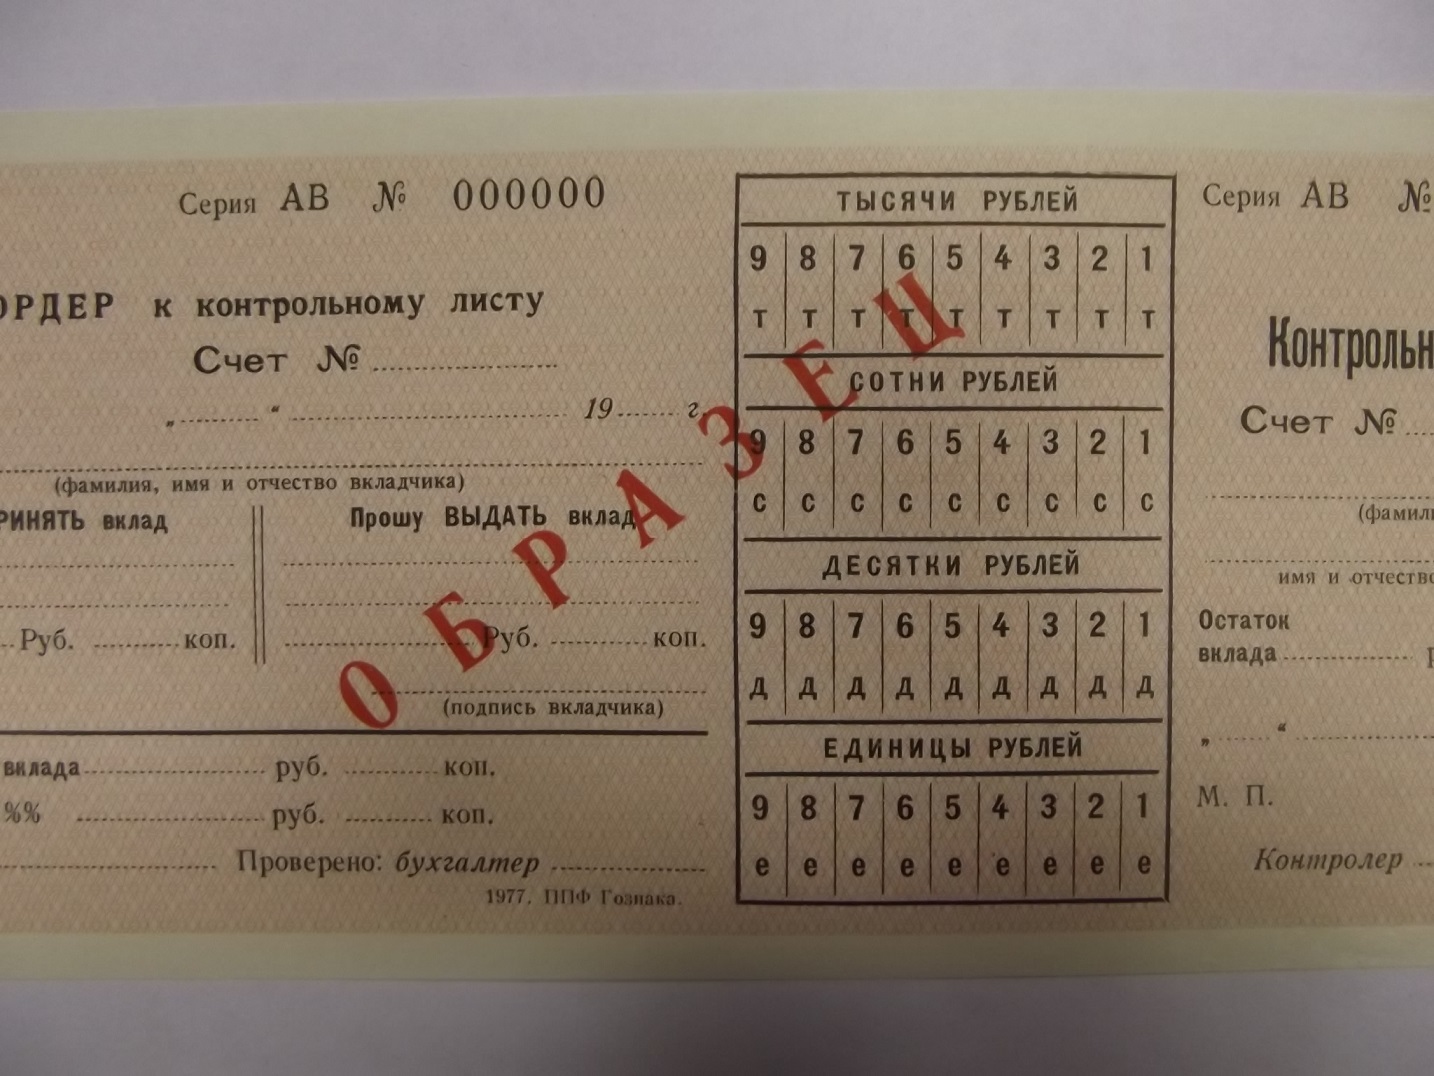 Серия АВ № 000000
ОРДЕР к контрольному листу
Счет №
„ “ 19 г.
(фамилия, имя и отчество вкладчика)
РИНЯТЬ вклад
Прошу ВЫДАТЬ вклад
Руб. коп.
Руб. коп.
(подпись вкладчика)
вклада руб. коп.
%% руб. коп.
Проверено: бухгалтер
1977. ППФ Гознака.
ОБРАЗЕЦ
ТЫСЯЧИ РУБЛЕЙ
9 8 7 6 5 4 3 2 1
т т т т т т т т т
СОТНИ РУБЛЕЙ
9 8 7 6 5 4 3 2 1
с с с с с с с с с
ДЕСЯТКИ РУБЛЕЙ
9 8 7 6 5 4 3 2 1
д д д д д д д д д
ЕДИНИЦЫ РУБЛЕЙ
9 8 7 6 5 4 3 2 1
е е е е е е е е е
Серия АВ №
Контрольн
Счет №
(фамил
имя и отчество
Остаток
вклада р
„ “
М. П.
Контролер